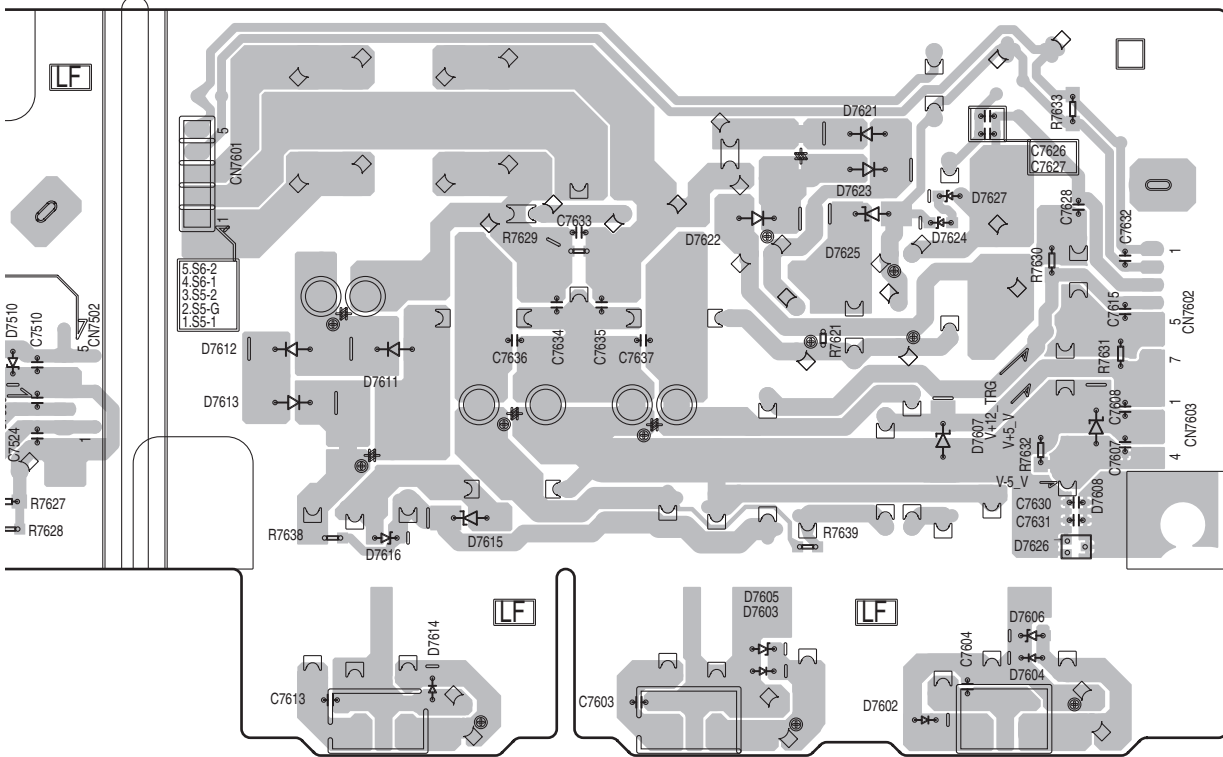 LF
D7621
R7633
C7626
C7627
5
CN7601
1
D7623
D7627
C7628
C7632
R7629
C7633
D7622
D7624
D7625
R7630
1
5.S6-2
4.S6-1
3.S5-2
2.S5-G
1.S5-1
D7510
C7510
CN7502
5
C7615
CN7602
5
D7612
D7611
C7636
C7634
C7635
C7637
R7621
R7631
7
D7613
V+12_TRG
V+5_V
D7607
C7608
1
CN7603
C7524
1
R7632
C7607
4
V-5_V
D7608
R7627
R7628
C7630
C7631
R7638
D7616
D7615
R7639
D7626
LF
D7605
D7603
LF
D7606
D7614
C7604
D7604
C7613
C7603
D7602